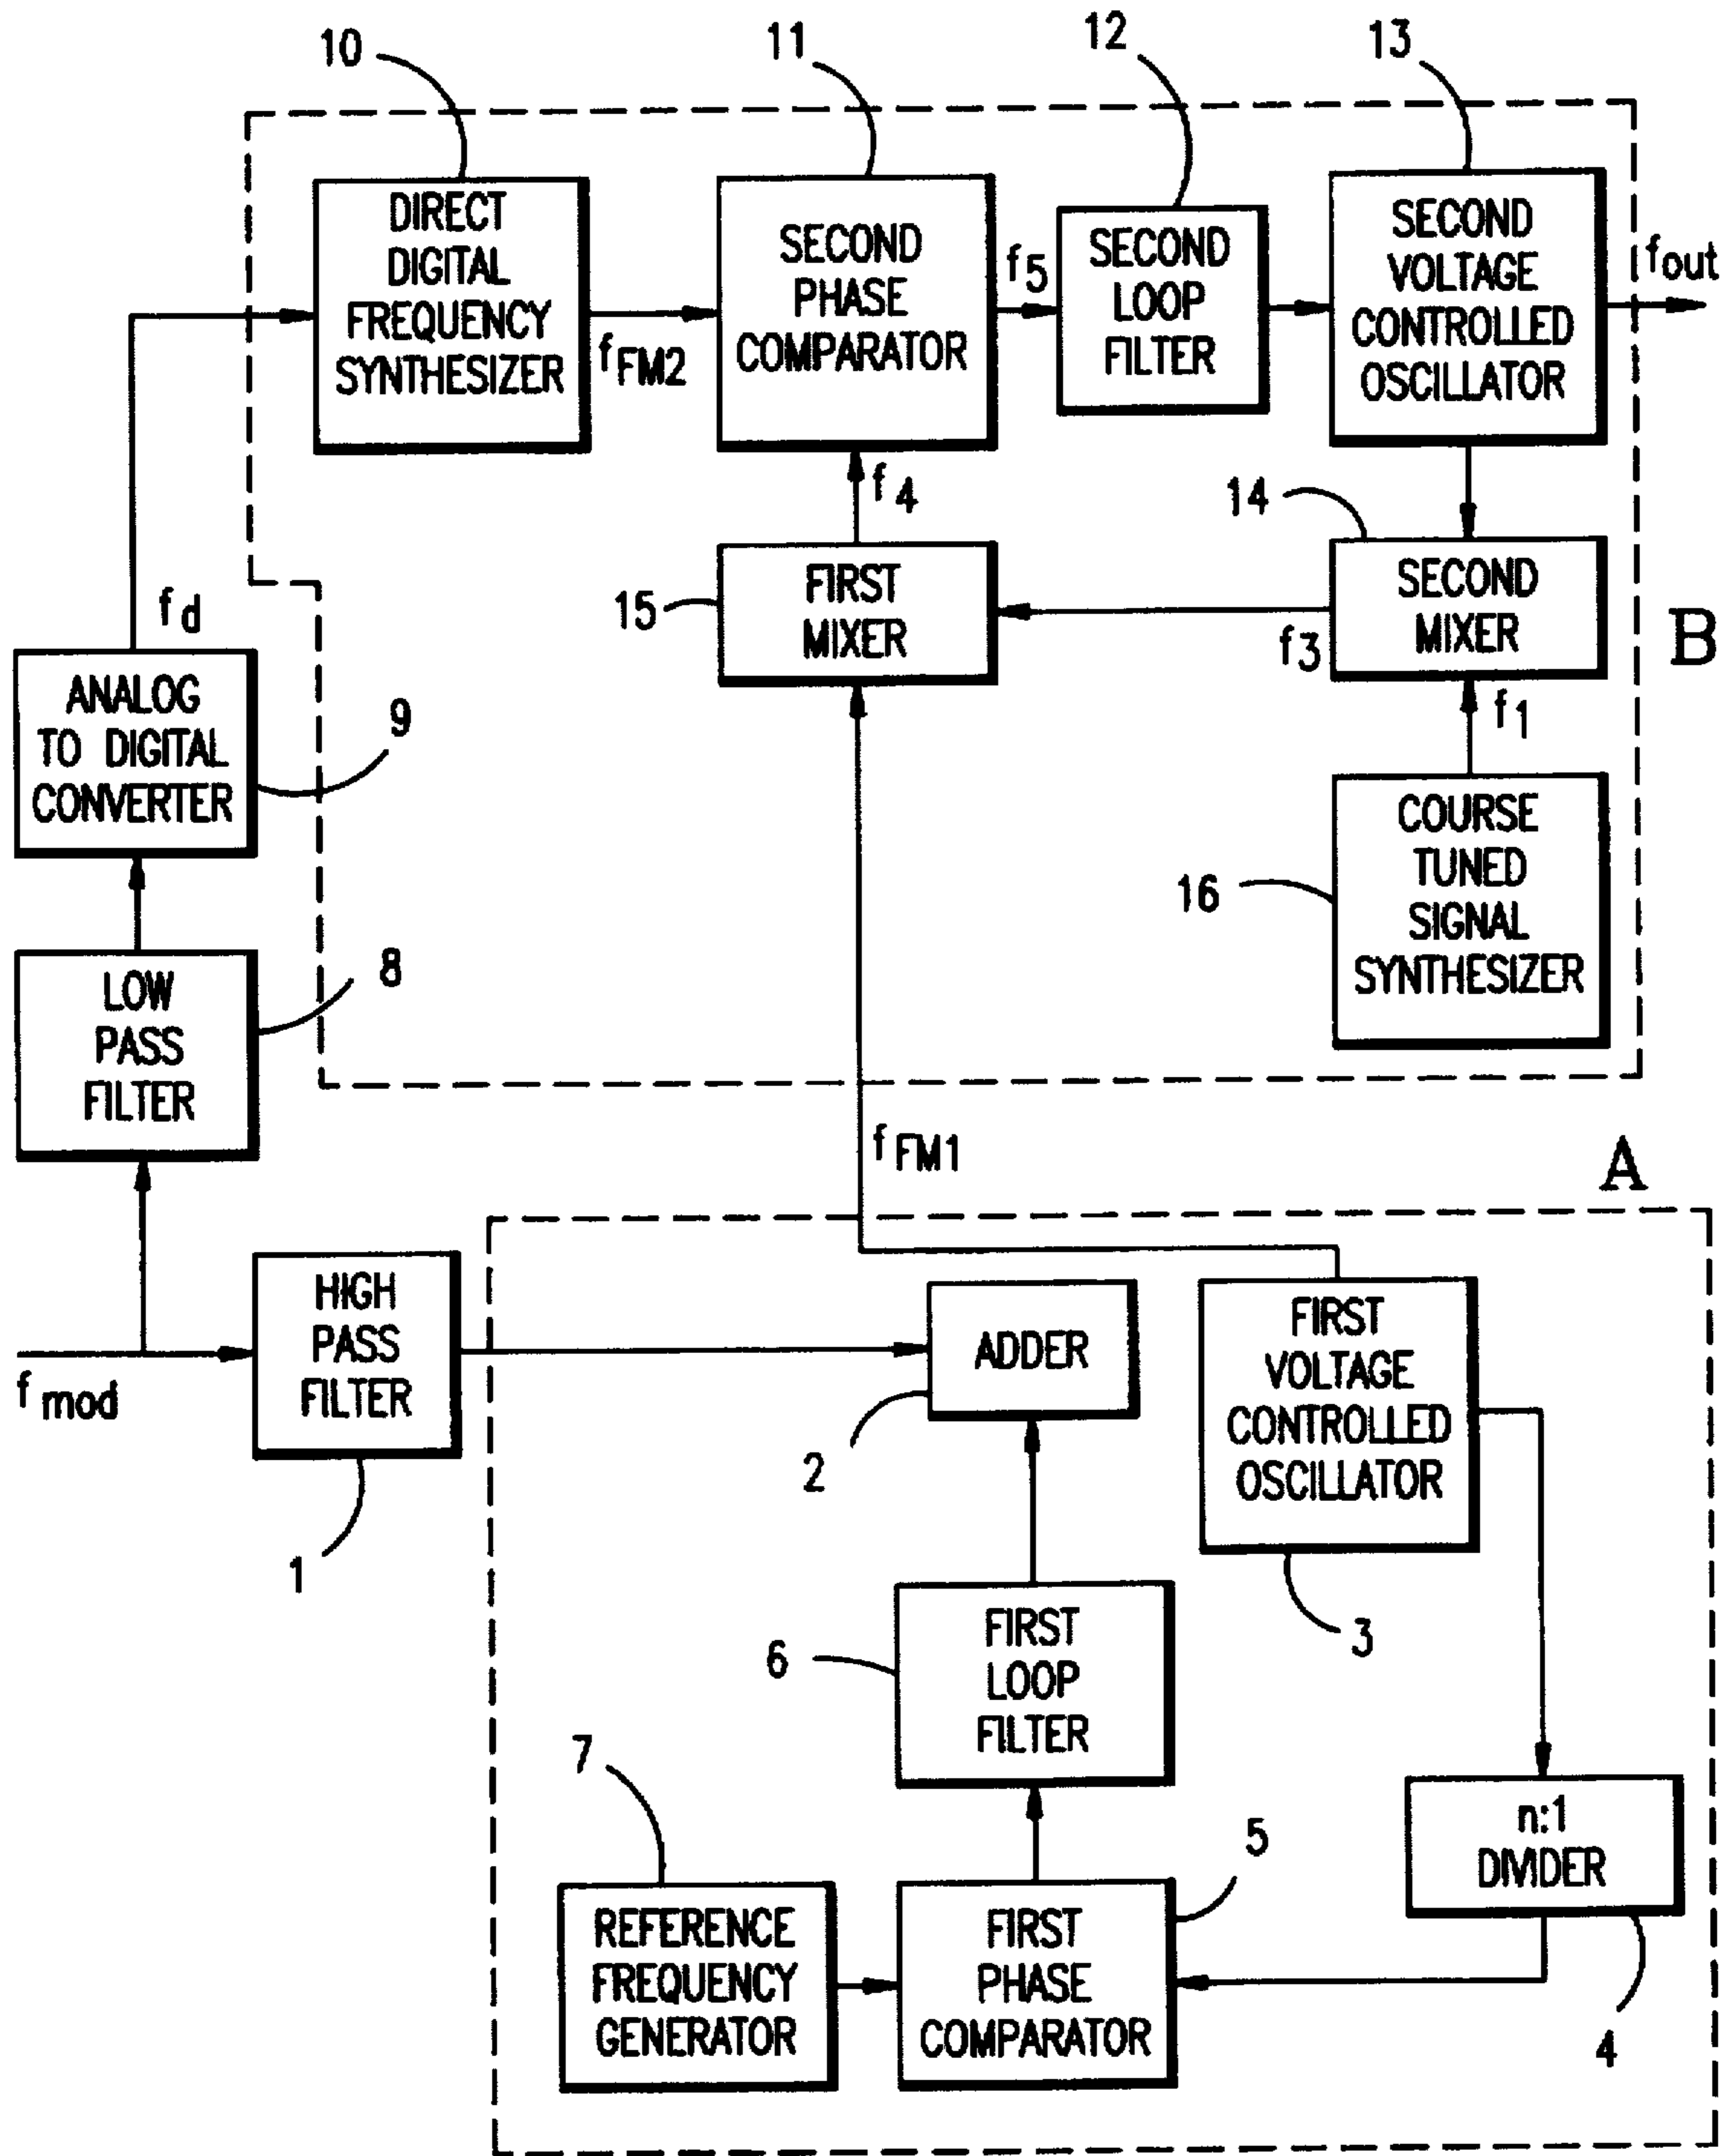 10
11
12
13
DIRECT
DIGITAL
FREQUENCY
SYNTHESIZER
fFM2
SECOND
PHASE
COMPARATOR
f5
SECOND
LOOP
FILTER
SECOND
VOLTAGE
CONTROLLED
OSCILLATOR
fout
f4
14
15
FIRST
MIXER
f3
SECOND
MIXER
B
fd
f1
ANALOG
TO DIGITAL
CONVERTER
9
16
COURSE
TUNED
SIGNAL
SYNTHESIZER
LOW
PASS
FILTER
8
fFM1
A
fmod
HIGH
PASS
FILTER
1
ADDER
2
FIRST
VOLTAGE
CONTROLLED
OSCILLATOR
3
6
FIRST
LOOP
FILTER
7
n:1
DIVIDER
4
5
REFERENCE
FREQUENCY
GENERATOR
FIRST
PHASE
COMPARATOR